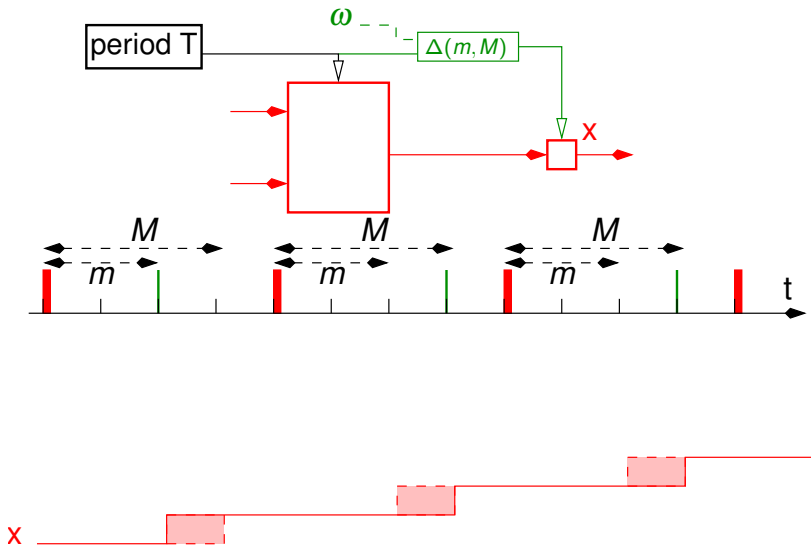 ω
period T
Δ(m, M)
x
M M M
m m m
t
x